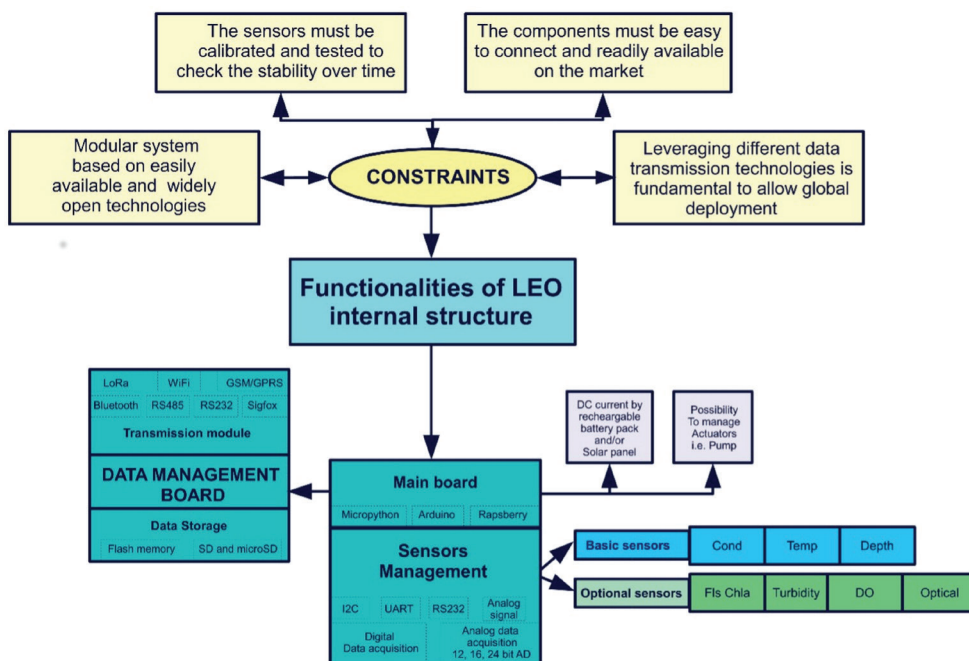 The sensors must be
calibrated and tested to
check the stability over time
The components must be easy
to connect and readily available
on the market
Modular system
based on easily
available and widely
open technologies
CONSTRAINTS
Leveraging different data
transmission technologies is
fundamental to allow global
deployment
Functionalities of LEO
internal structure
LoRa WiFi GSM/GPRS
Bluetooth RS485 RS232 Sigfox
Transmission module
DATA MANAGEMENT
BOARD
Data Storage
Flash memory SD and microSD
DC current by
recheargable
battery pack
and/or
Solar panel
Possibility
To manage
Actuators
i.e. Pump
Main board
Micropython Arduino Rapsberry
Sensors
Management
I2C UART RS232 Analog
signal
Digital
Data acquisition
Analog data
acquisition
12, 16, 24 bit AD
Basic sensors Cond Temp Depth
Optional sensors Fls Chla Turbidity DO Optical